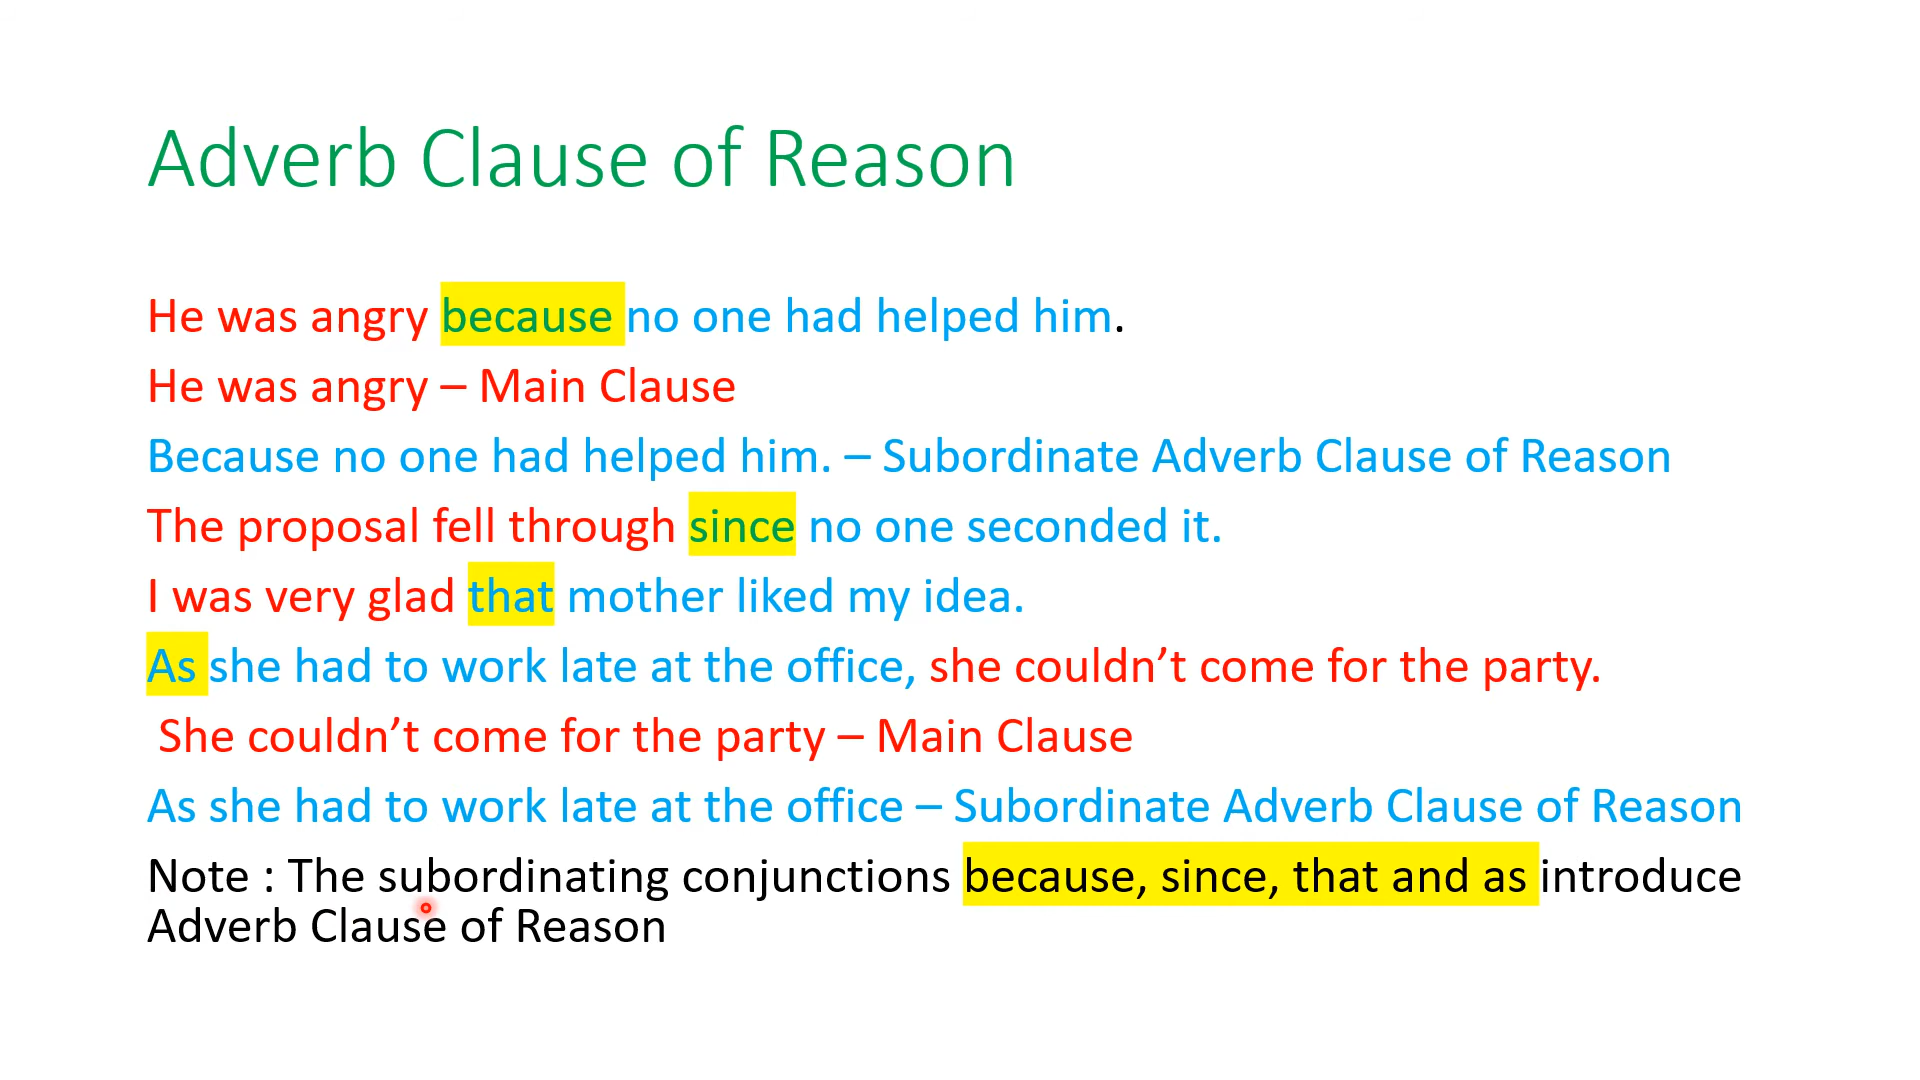 Adverb Clause of Reason
He was angry because no one had helped him.
He was angry – Main Clause
Because no one had helped him. – Subordinate Adverb Clause of Reason
The proposal fell through since no one seconded it.
I was very glad that mother liked my idea.
As she had to work late at the office, she couldn’t come for the party.
She couldn’t come for the party – Main Clause
As she had to work late at the office – Subordinate Adverb Clause of Reason
Note : The subordinating conjunctions because, since, that and as introduce
Adverb Clause of Reason